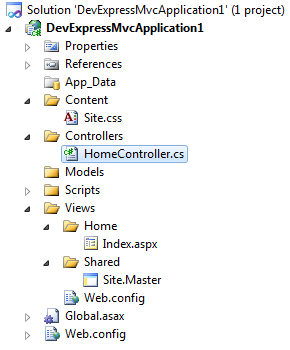 Solution 'DevExpressMvcApplication1' (1 project)
DevExpressMvcApplication1
Properties
References
App_Data
Content
Site.css
Controllers
HomeController.cs
Models
Scripts
Views
Home
Index.aspx
Shared
Site.Master
Web.config
Global.asax
Web.config